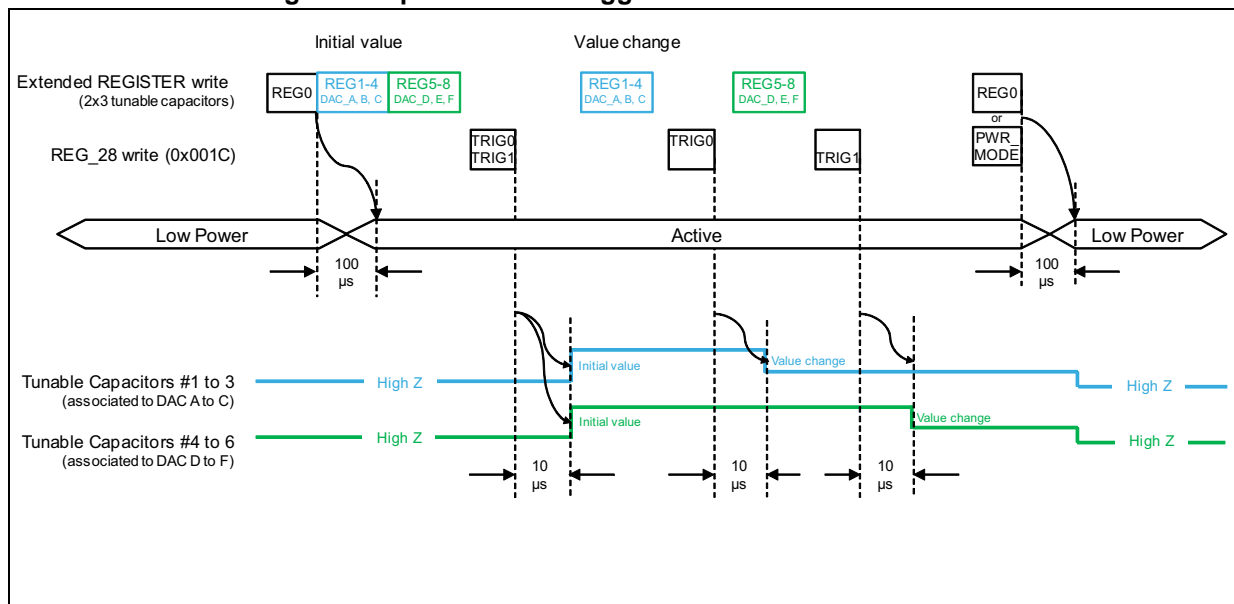 Initial value Value change
Extended REGISTER write
(2x3 tunable capacitors)
REG0
REG1-4
DAC_A, B, C
REG5-8
DAC_D, E, F
REG1-4
DAC_A, B, C
REG5-8
DAC_D, E, F
REG0
or
REG_28 write (0x001C)
TRIG0
TRIG1
TRIG0
TRIG1
PWR_
MODE
Low Power Active Low Power
100
µs
100
µs
Tunable Capacitors #1 to 3
(associated to DAC A to C)
High Z
Initial value
Value change
High Z
Tunable Capacitors #4 to 6
(associated to DAC D to F)
High Z
Initial value
Value change
High Z
10
µs
10
µs
10
µs